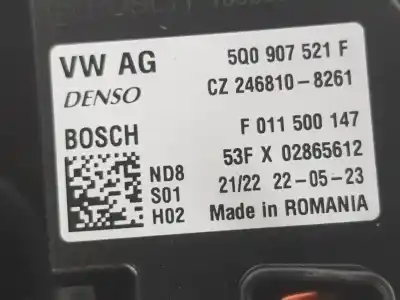 VW AG 5Q0 907 521 F
DENSO CZ 246810-8261
BOSCH F 011 500 147
ND8 53F X 02865612
S01 21/22 22-05-23
H02 Made in ROMANIA